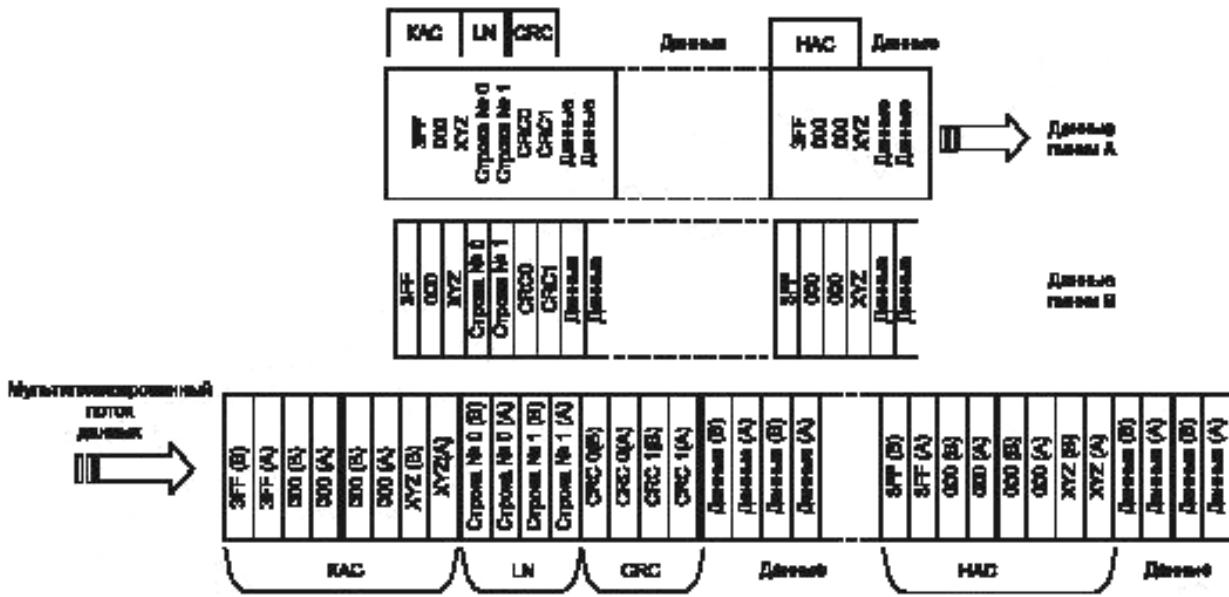 КАС LN CRC Данные НАС Данные
3FF
000
XYZ
Строка № 0
Строка № 1
CRC0
CRC1
Данные
Данные
3FF
000
000
XYZ
Данные
Данные
Данные
линии А
3FF
000
XYZ
Строка № 0
Строка № 1
CRC0
CRC1
Данные
Данные
3FF
000
000
XYZ
Данные
Данные
Данные
линии В
Мультиплексированный
поток
данных
3FF (B)
3FF (A)
000 (B)
000 (A)
000 (B)
000 (A)
XYZ (B)
XYZ(A)
Строка № 0 (B)
Строка № 0 (A)
Строка № 1 (B)
Строка № 1 (A)
CRC 0(B)
CRC 0(A)
CRC 1(B)
CRC 1(A)
Данные (B)
Данные (A)
Данные (B)
Данные (A)
3FF (B)
3FF (A)
000 (B)
000 (A)
000 (B)
000 (A)
XYZ (B)
XYZ (A)
Данные (B)
Данные (A)
Данные (B)
Данные (A)
КАС LN CRC Данные НАС Данные